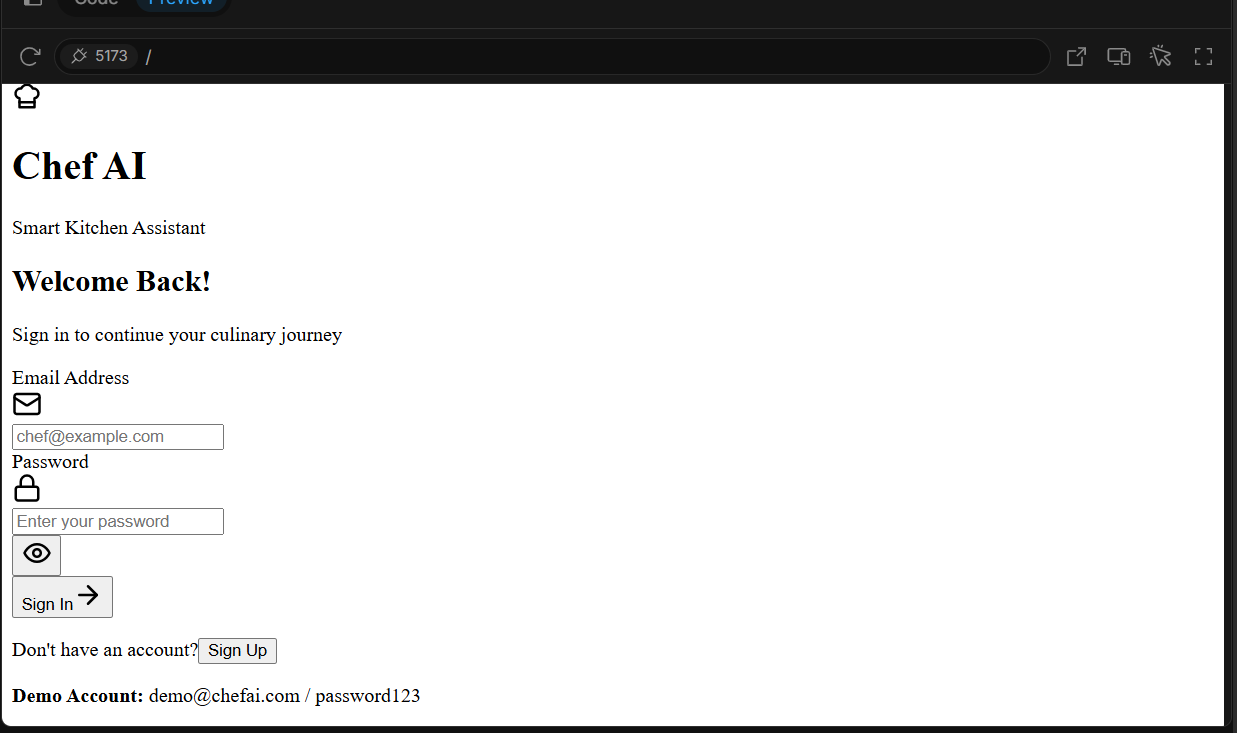 Code Preview
5173 /
Chef AI
Smart Kitchen Assistant
Welcome Back!
Sign in to continue your culinary journey
Email Address
chef@example.com
Password
Enter your password
Sign In
Don't have an account? Sign Up
Demo Account: demo@chefai.com / password123